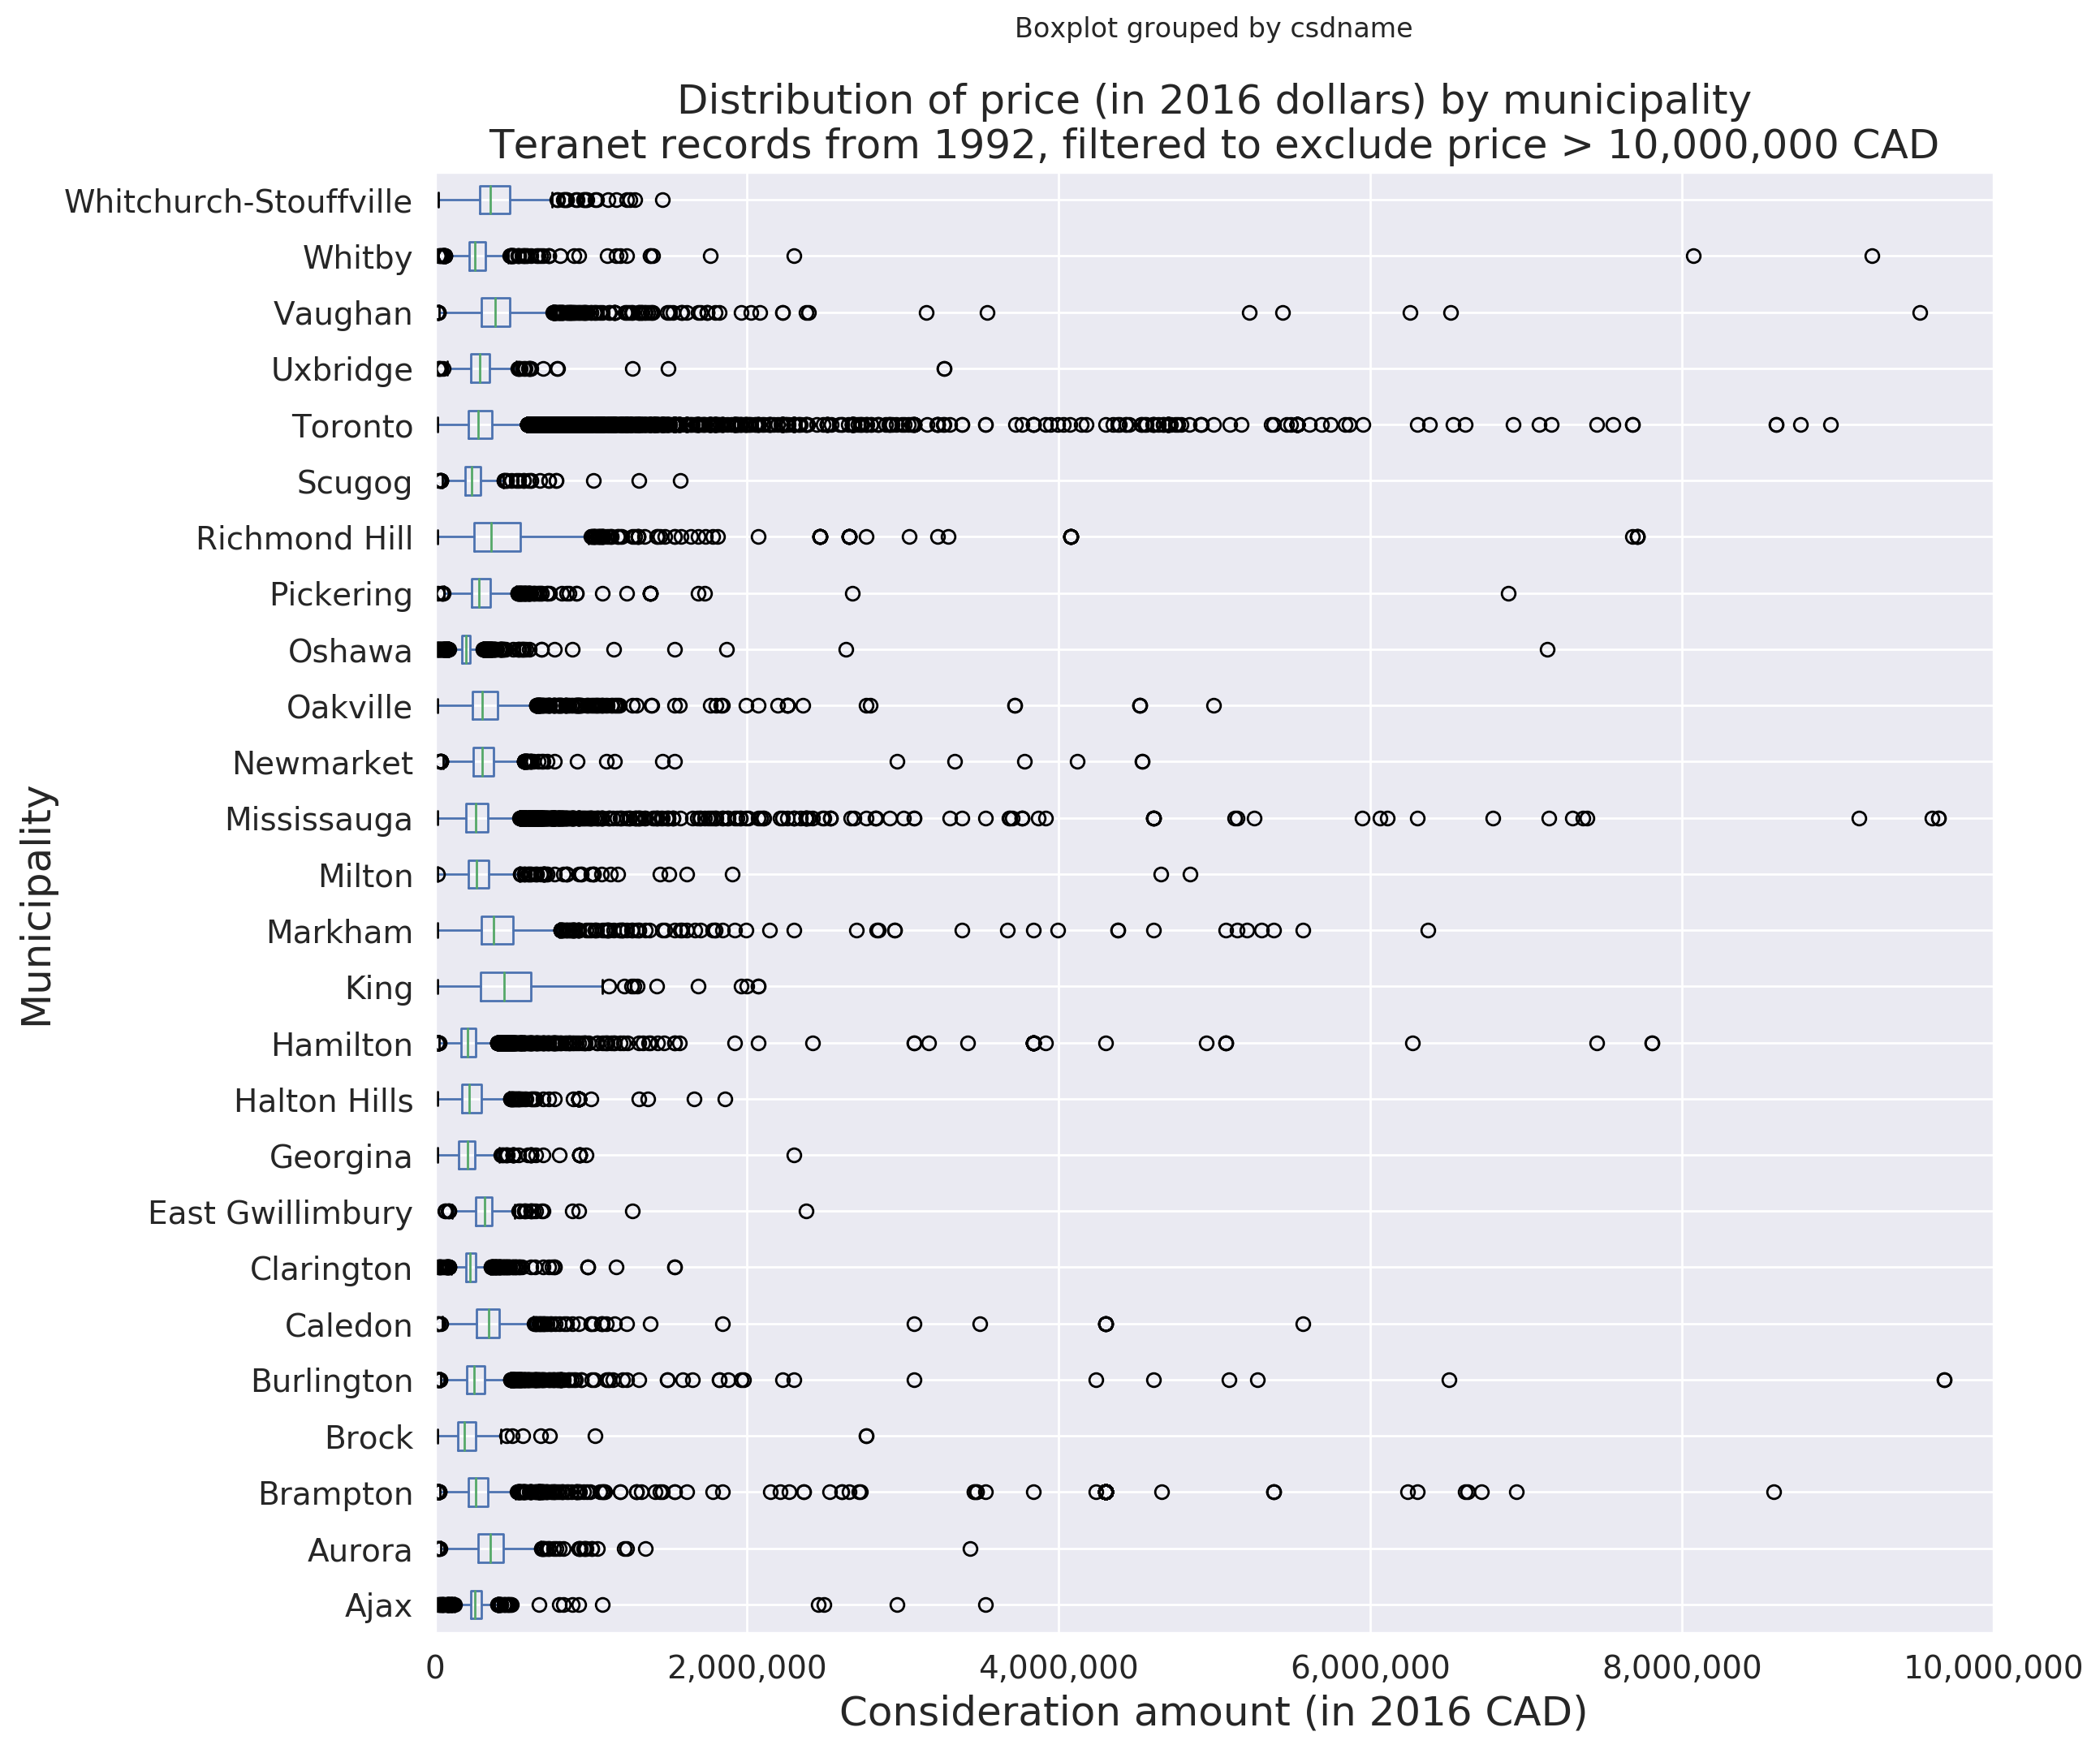 Boxplot grouped by csdname
Distribution of price (in 2016 dollars) by municipality
Teranet records from 1992, filtered to exclude price > 10,000,000 CAD
Whitchurch-Stouffville
Whitby
Vaughan
Uxbridge
Toronto
Scugog
Richmond Hill
Pickering
Oshawa
Oakville
Newmarket
Mississauga
Milton
Markham
King
Hamilton
Halton Hills
Georgina
East Gwillimbury
Clarington
Caledon
Burlington
Brock
Brampton
Aurora
Ajax
Municipality
0 2,000,000 4,000,000 6,000,000 8,000,000 10,000,000
Consideration amount (in 2016 CAD)